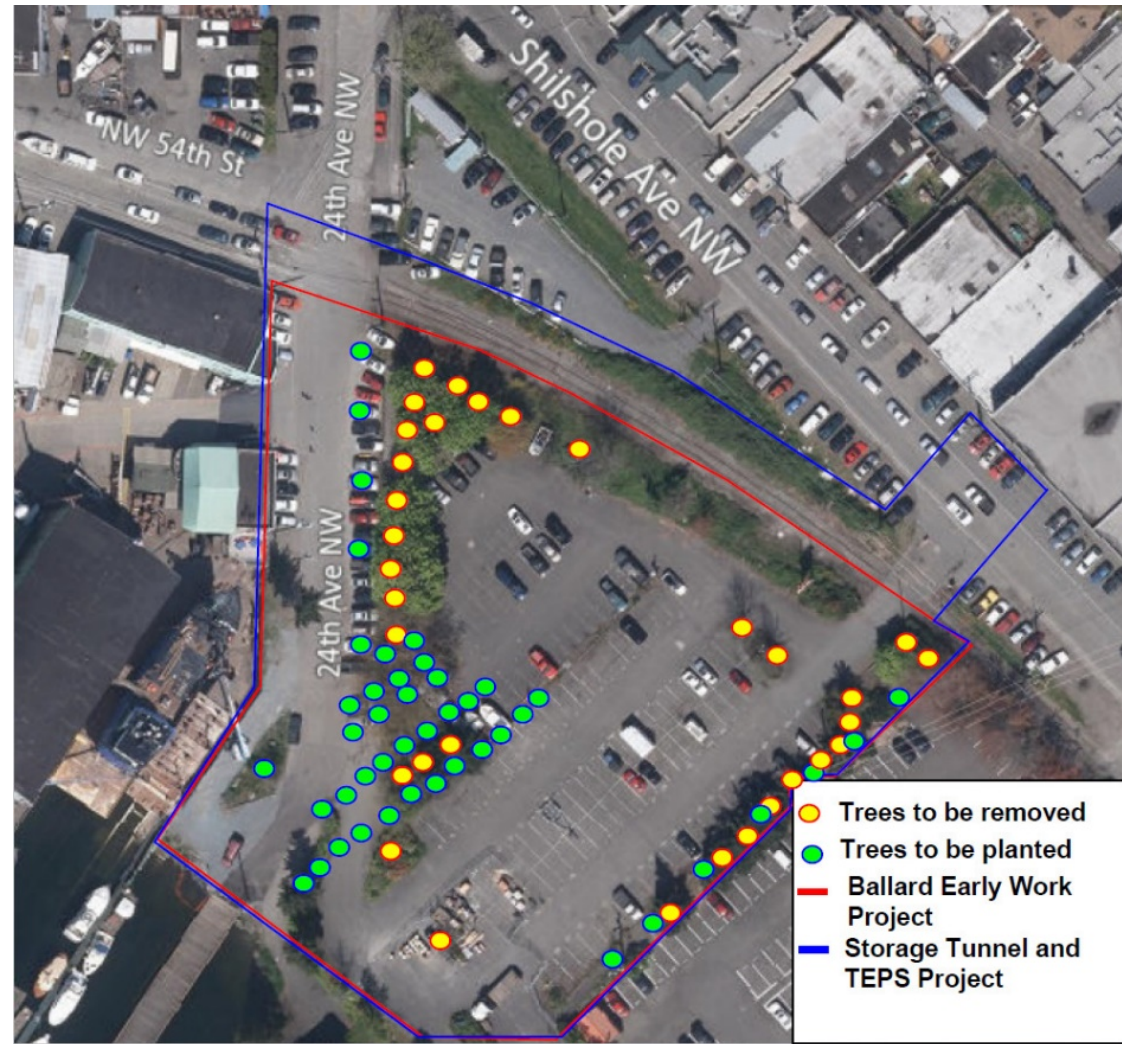 NW 54th St
24th Ave NW
Shilshole Ave NW
24th Ave NW
Trees to be removed
Trees to be planted
Ballard Early Work
Project
Storage Tunnel and
TEPS Project